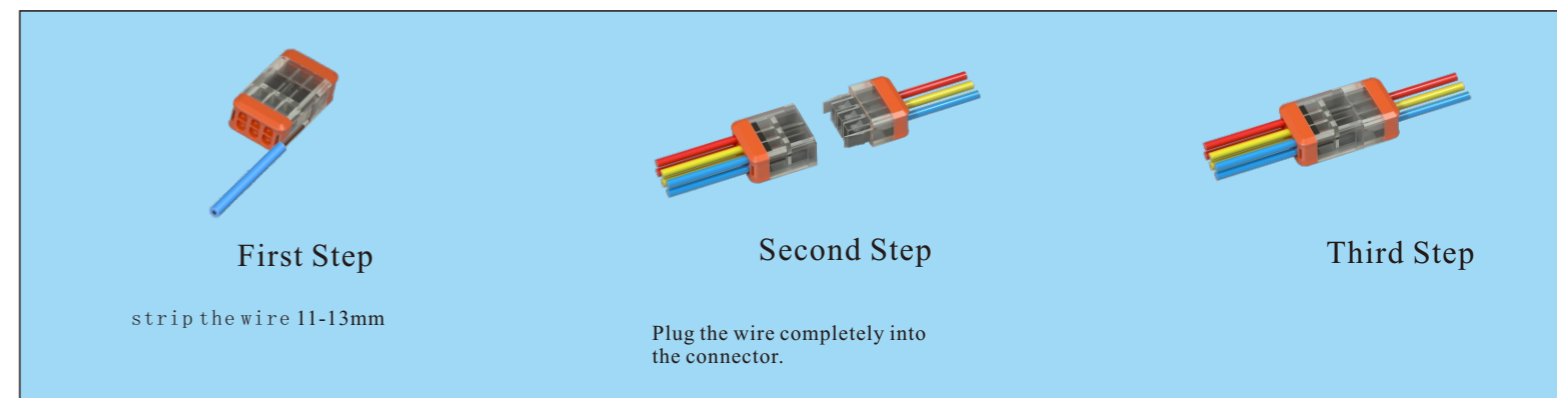 First Step
strip the wire 11-13mm
Second Step
Plug the wire completely into
the connector.
Third Step